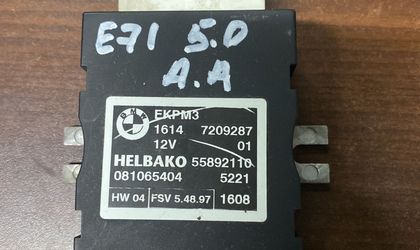 E71 5.0
A.A
BMW
EKPM3
1614 7209287
12V 01
HELBAKO 55892110
081065404 5221
HW 04 FSV 5.48.97 1608